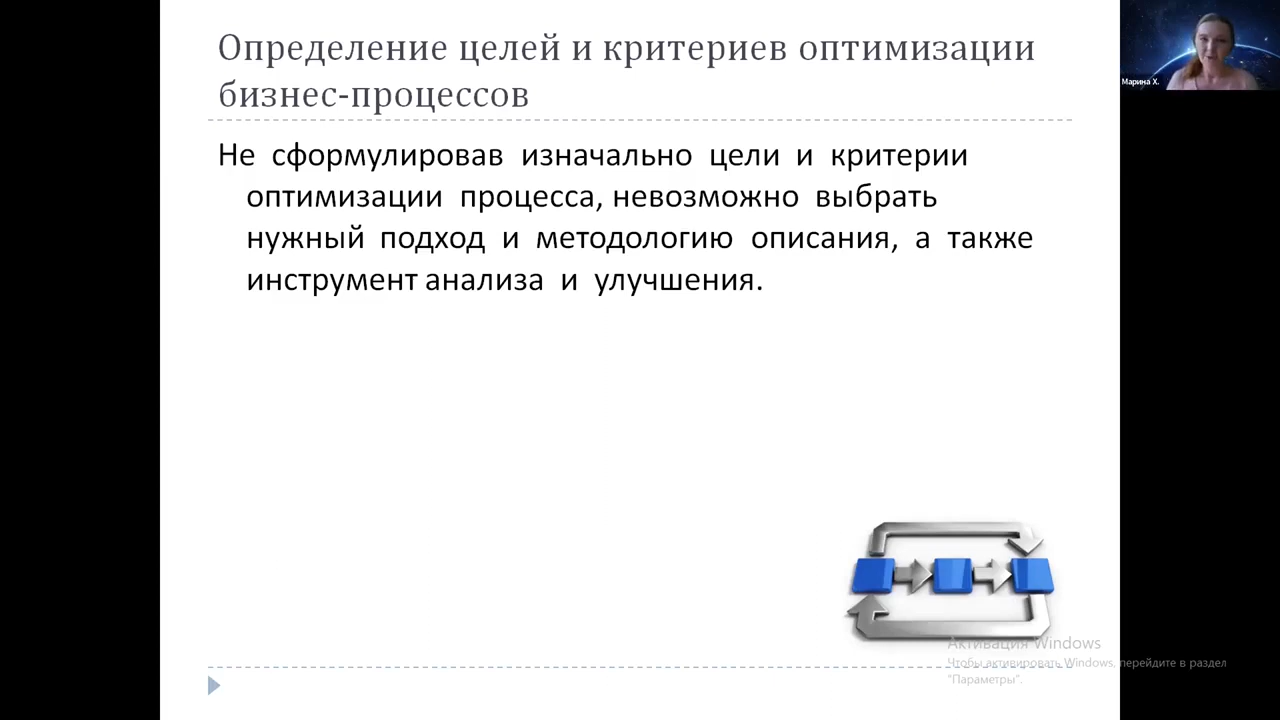 Определение целей и критериев оптимизации
бизнес-процессов
Марина Х.
Не сформулировав изначально цели и критерии
оптимизации процесса, невозможно выбрать
нужный подход и методологию описания, а также
инструмент анализа и улучшения.
Активация Windows
Чтобы активировать Windows, перейдите в раздел
"Параметры".